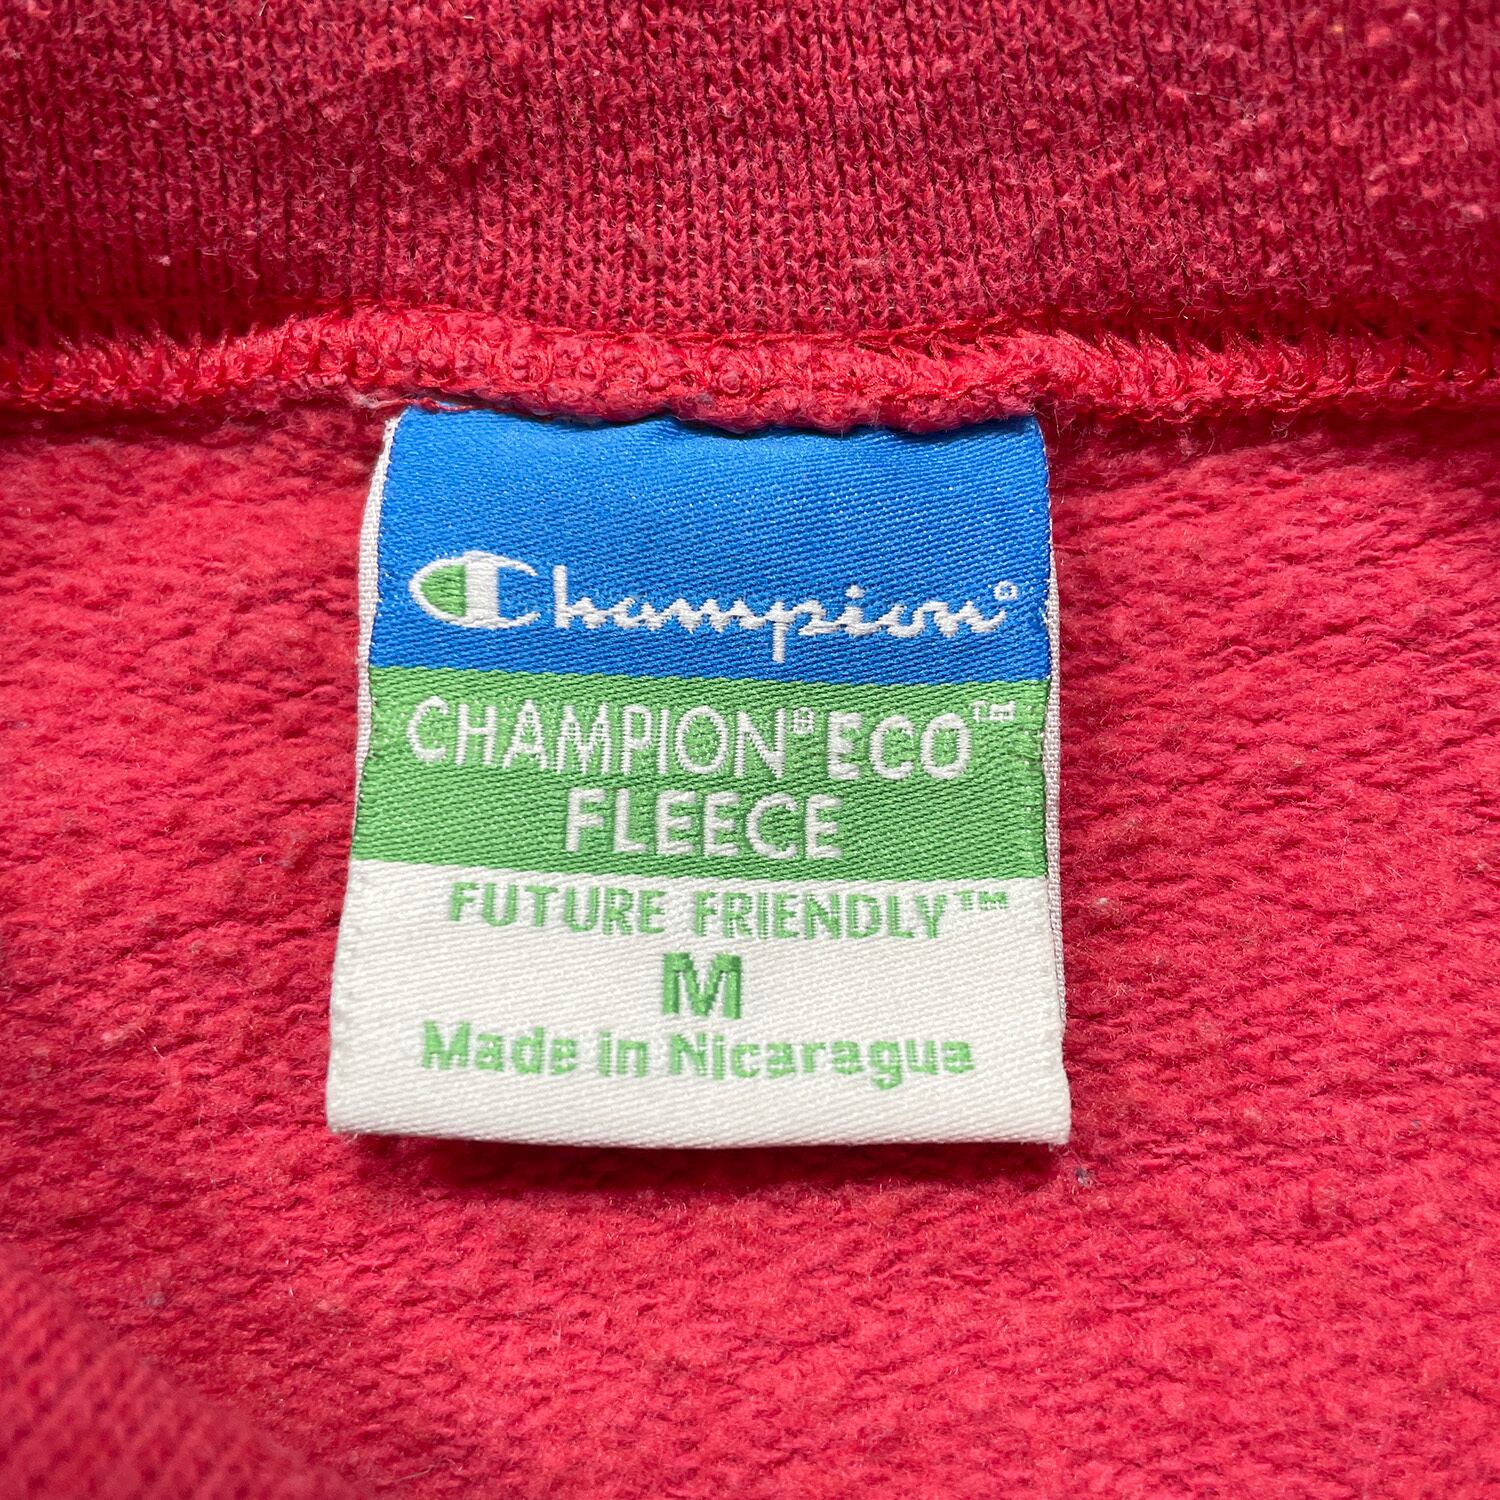 Champion®
CHAMPION® ECO™
FLEECE
FUTURE FRIENDLY™
M
Made in Nicaragua